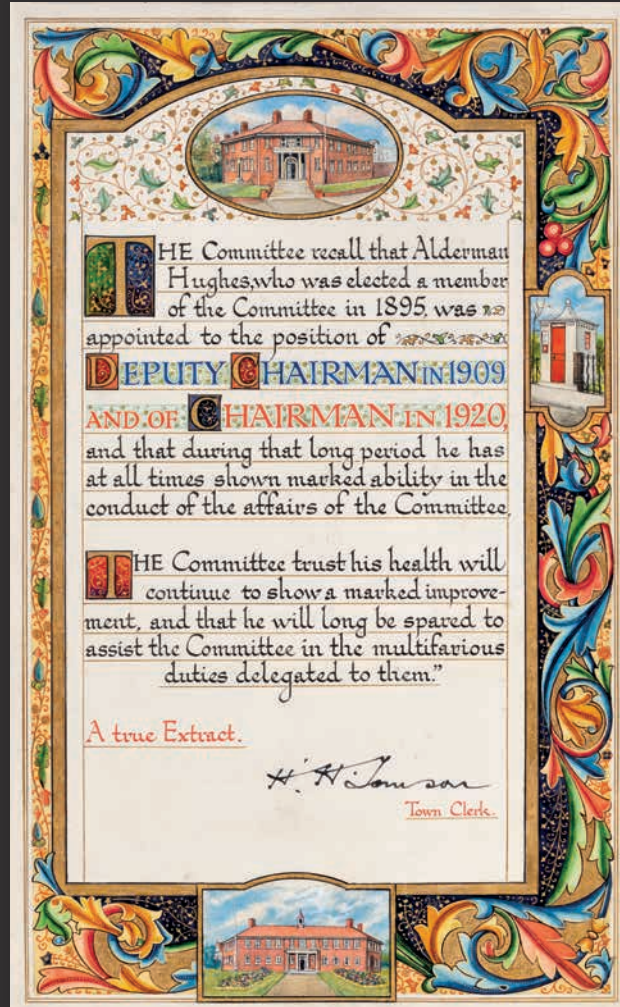 THE Committee recall that Alderman
Hughes, who was elected a member
of the Committee in 1895, was
appointed to the position of
DEPUTY CHAIRMAN IN 1909
AND OF CHAIRMAN IN 1920,
and that during that long period he has
at all times shown marked ability in the
conduct of the affairs of the Committee.
THE Committee trust his health will
continue to show a marked improve-
ment, and that he will long be spared to
assist the Committee in the multifarious
duties delegated to them."
A true Extract.
H. H. Tomson
Town Clerk.